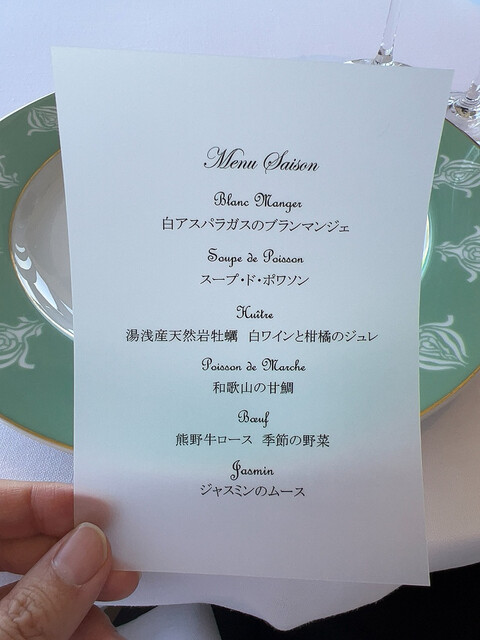 Menu Saison
Blanc Manger
白アスパラガスのブランマンジェ
Soupe de Poisson
スープ・ド・ポワソン
Huître
湯浅産天然岩牡蠣 白ワインと柑橘のジュレ
Poisson de Marche
和歌山の甘鯛
Bœuf
熊野牛ロース 季節の野菜
Jasmin
ジャスミンのムース